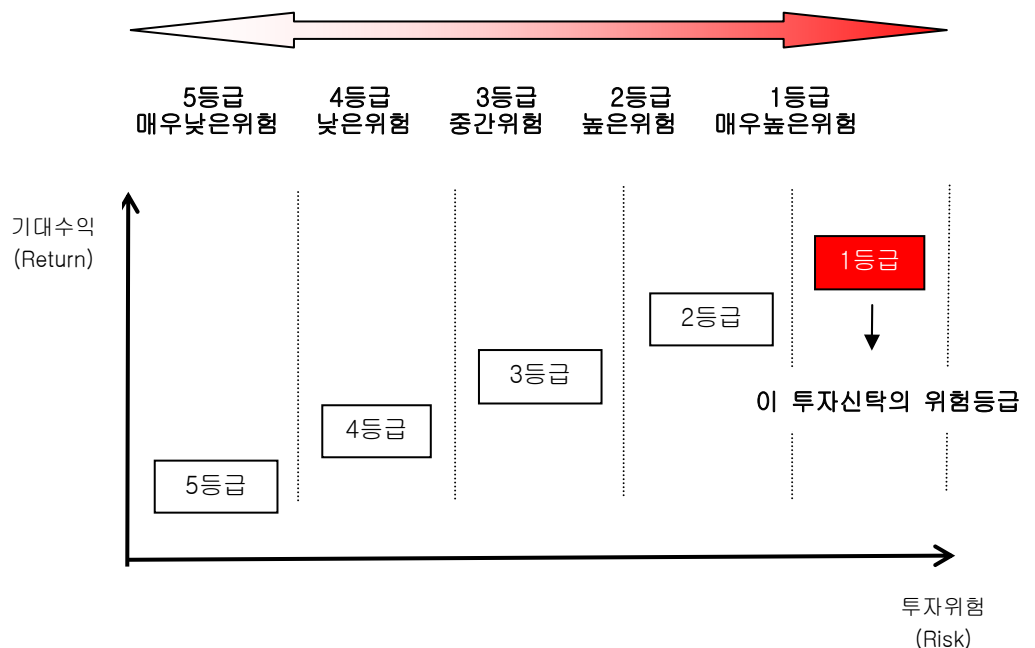 5등급 4등급 3등급 2등급 1등급
매우낮은위험 낮은위험 중간위험 높은위험 매우높은위험
기대수익
(Return)
1등급
2등급
3등급
이 투자신탁의 위험등급
4등급
5등급
투자위험
(Risk)